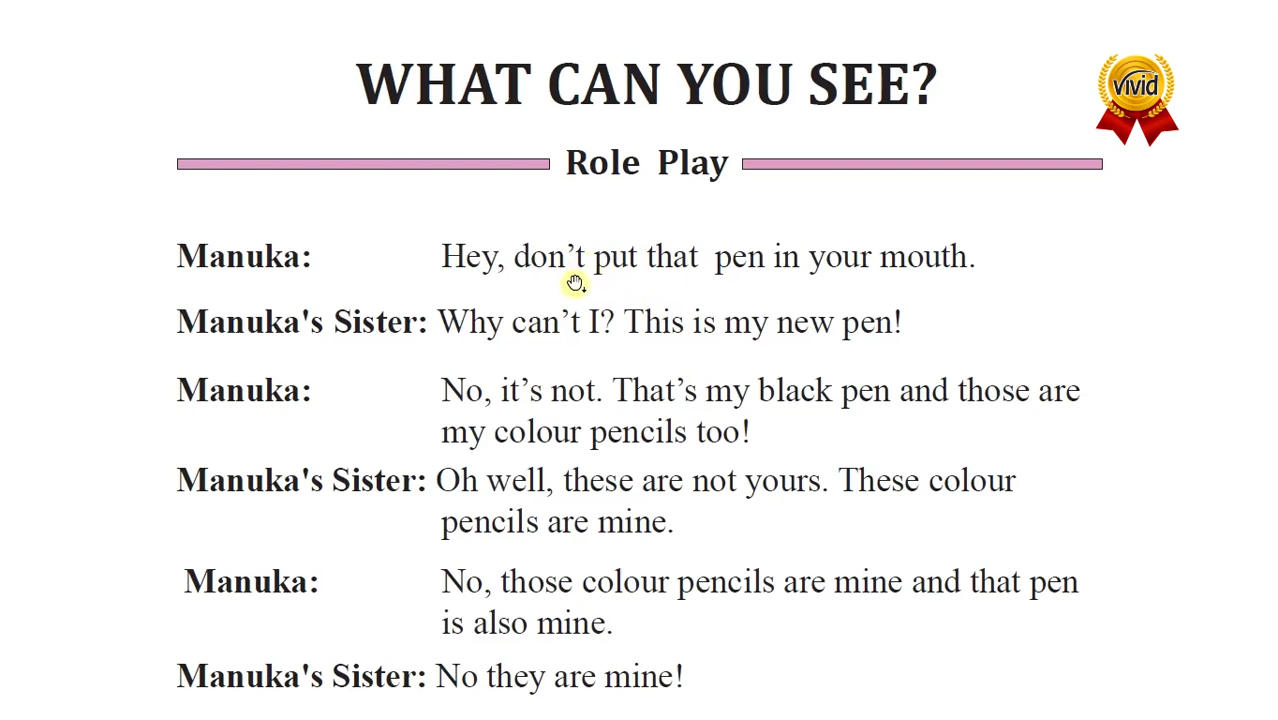 WHAT CAN YOU SEE?
vivid
Role Play
Manuka: Hey, don’t put that pen in your mouth.
Manuka's Sister: Why can’t I? This is my new pen!
Manuka: No, it’s not. That’s my black pen and those are
my colour pencils too!
Manuka's Sister: Oh well, these are not yours. These colour
pencils are mine.
Manuka: No, those colour pencils are mine and that pen
is also mine.
Manuka's Sister: No they are mine!